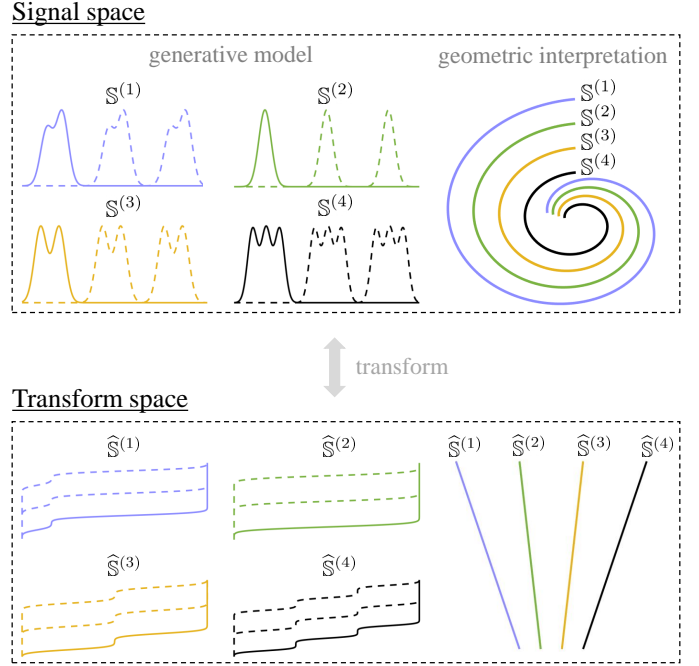 Signal space
generative model
geometric interpretation
𝕊⁽¹⁾
𝕊⁽²⁾
𝕊⁽³⁾
𝕊⁽⁴⁾
𝕊⁽¹⁾
𝕊⁽²⁾
𝕊⁽³⁾
𝕊⁽⁴⁾
transform
Transform space
𝕊̂⁽¹⁾
𝕊̂⁽²⁾
𝕊̂⁽³⁾
𝕊̂⁽⁴⁾
𝕊̂⁽¹⁾ 𝕊̂⁽²⁾ 𝕊̂⁽³⁾ 𝕊̂⁽⁴⁾